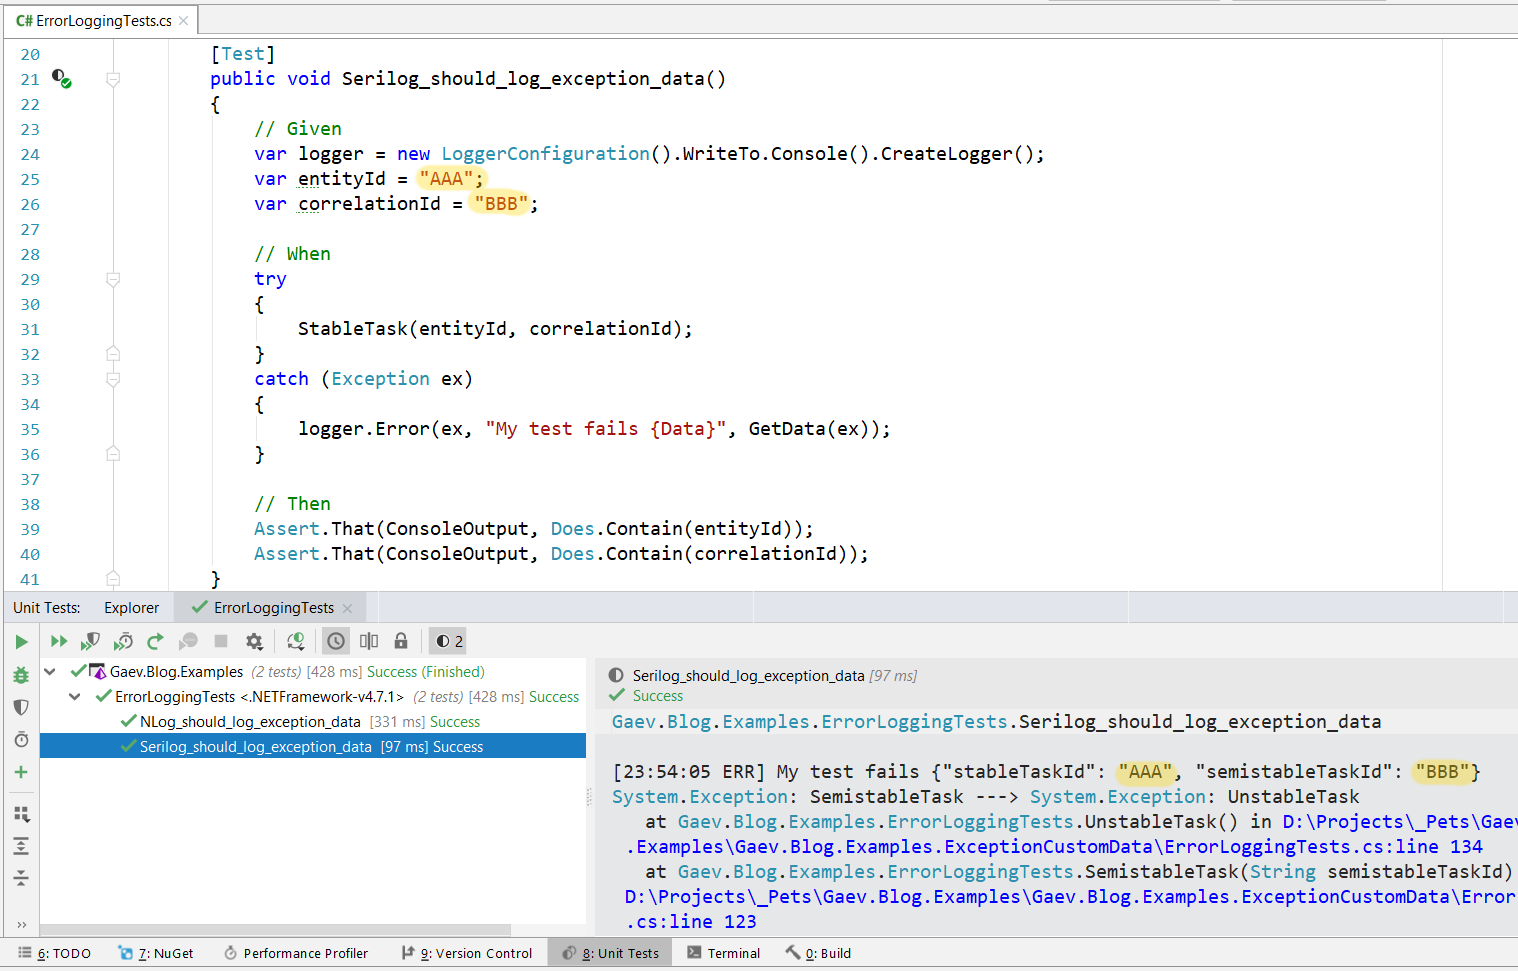 C# ErrorLoggingTests.cs
20 [Test]
21 public void Serilog_should_log_exception_data()
22 {
23 // Given
24 var logger = new LoggerConfiguration().WriteTo.Console().CreateLogger();
25 var entityId = "AAA";
26 var correlationId = "BBB";
27
28 // When
29 try
30 {
31 StableTask(entityId, correlationId);
32 }
33 catch (Exception ex)
34 {
35 logger.Error(ex, "My test fails {Data}", GetData(ex));
36 }
37
38 // Then
39 Assert.That(ConsoleOutput, Does.Contain(entityId));
40 Assert.That(ConsoleOutput, Does.Contain(correlationId));
41 }
Unit Tests: Explorer ErrorLoggingTests
2
Gaev.Blog.Examples (2 tests) [428 ms] Success (Finished)
ErrorLoggingTests <.NETFramework-v4.7.1> (2 tests) [428 ms] Success
NLog_should_log_exception_data [331 ms] Success
Serilog_should_log_exception_data [97 ms] Success
Serilog_should_log_exception_data [97 ms]
Success
Gaev.Blog.Examples.ErrorLoggingTests.Serilog_should_log_exception_data
[23:54:05 ERR] My test fails {"stableTaskId": "AAA", "semistableTaskId": "BBB"}
System.Exception: SemistableTask ---> System.Exception: UnstableTask
at Gaev.Blog.Examples.ErrorLoggingTests.UnstableTask() in D:\Projects\_Pets\Gaev
.Examples\Gaev.Blog.Examples.ExceptionCustomData\ErrorLoggingTests.cs:line 134
at Gaev.Blog.Examples.ErrorLoggingTests.SemistableTask(String semistableTaskId)
D:\Projects\_Pets\Gaev.Blog.Examples\Gaev.Blog.Examples.ExceptionCustomData\Error
.cs:line 123
6: TODO 7: NuGet Performance Profiler 9: Version Control 8: Unit Tests Terminal 0: Build